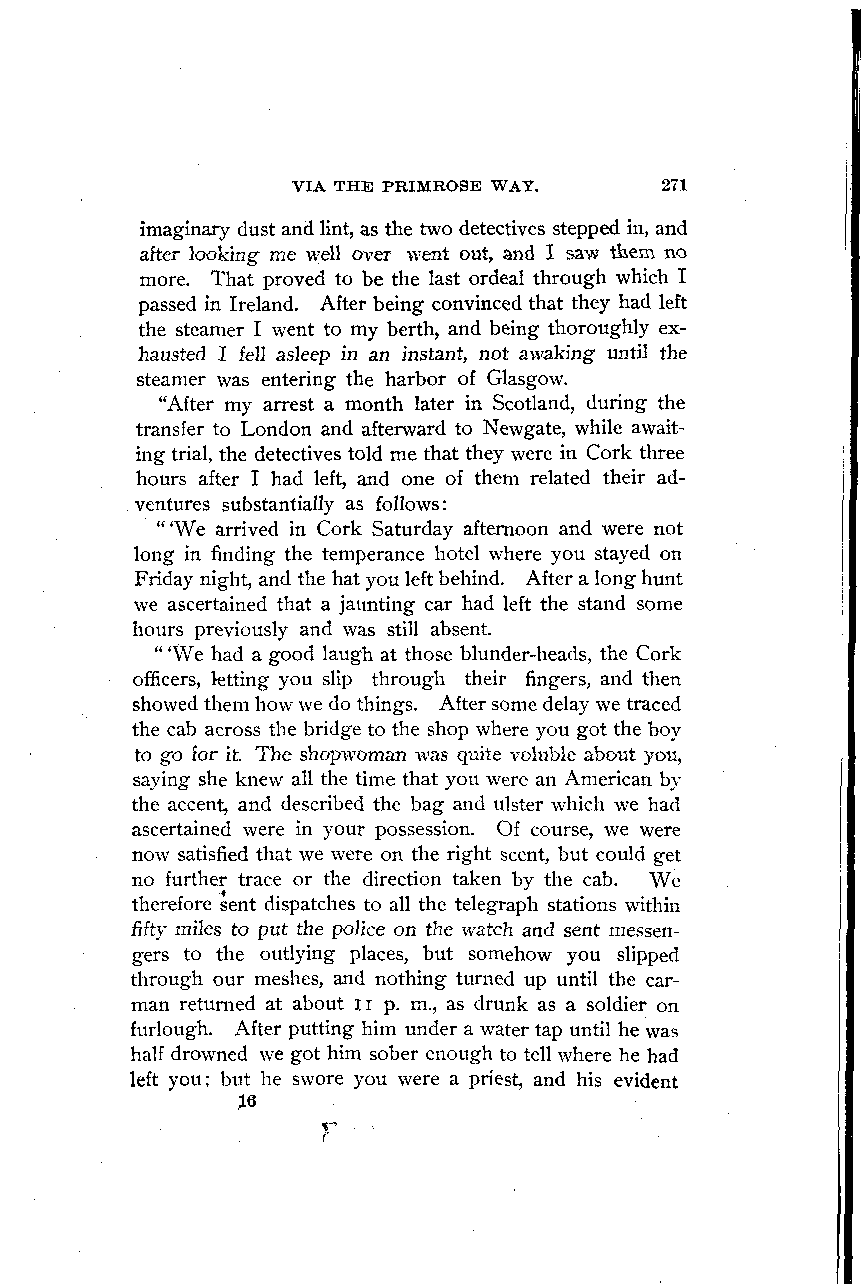 VIA THE PRIMROSE WAY. 271
imaginary dust and lint, as the two detectives stepped in, and
after looking me well over went out, and I saw them no
more. That proved to be the last ordeal through which I
passed in Ireland. After being convinced that they had left
the steamer I went to my berth, and being thoroughly ex-
hausted I fell asleep in an instant, not awaking until the
steamer was entering the harbor of Glasgow.
"After my arrest a month later in Scotland, during the
transfer to London and afterward to Newgate, while await-
ing trial, the detectives told me that they were in Cork three
hours after I had left, and one of them related their ad-
ventures substantially as follows:
"'We arrived in Cork Saturday afternoon and were not
long in finding the temperance hotel where you stayed on
Friday night, and the hat you left behind. After a long hunt
we ascertained that a jaunting car had left the stand some
hours previously and was still absent.
"'We had a good laugh at those blunder-heads, the Cork
officers, letting you slip through their fingers, and then
showed them how we do things. After some delay we traced
the cab across the bridge to the shop where you got the boy
to go for it. The shopwoman was quite voluble about you,
saying she knew all the time that you were an American by
the accent, and described the bag and ulster which we had
ascertained were in your possession. Of course, we were
now satisfied that we were on the right scent, but could get
no further trace or the direction taken by the cab. We
therefore sent dispatches to all the telegraph stations within
fifty miles to put the police on the watch and sent messen-
gers to the outlying places, but somehow you slipped
through our meshes, and nothing turned up until the car-
man returned at about 11 p. m., as drunk as a soldier on
furlough. After putting him under a water tap until he was
half drowned we got him sober enough to tell where he had
left you; but he swore you were a priest, and his evident
16